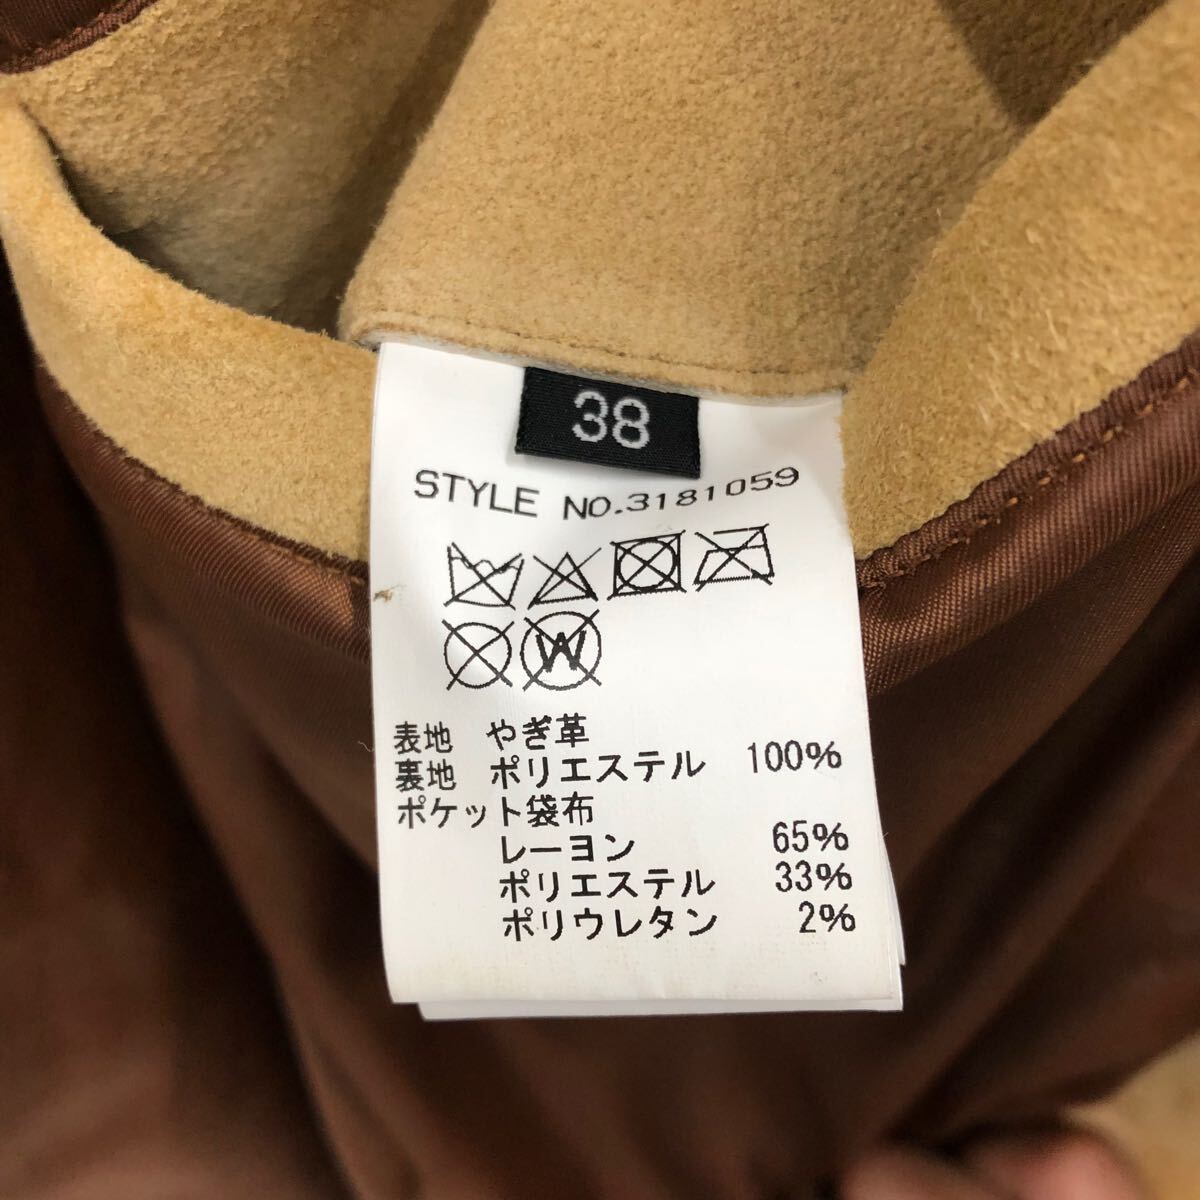 38
STYLE NO.3181059
W
表地 やぎ革
裏地 ポリエステル 100%
ポケット袋布
レーヨン 65%
ポリエステル 33%
ポリウレタン 2%